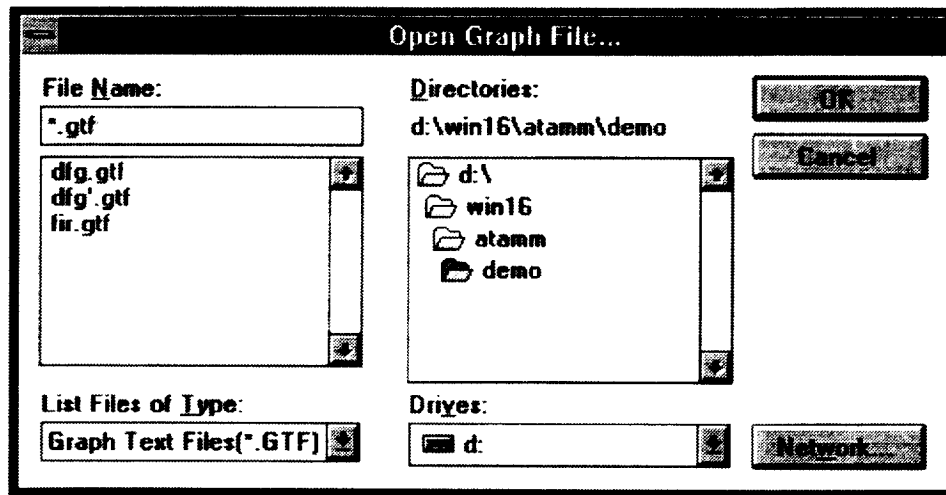 Open Graph File...
File Name:
*.gtf
dfg.gtf
dfg'.gtf
fir.gtf
List Files of Type:
Graph Text Files(*.GTF)
Directories:
d:\win16\atamm\demo
d:\
win16
atamm
demo
Drives:
d:
OK
Cancel
Network...